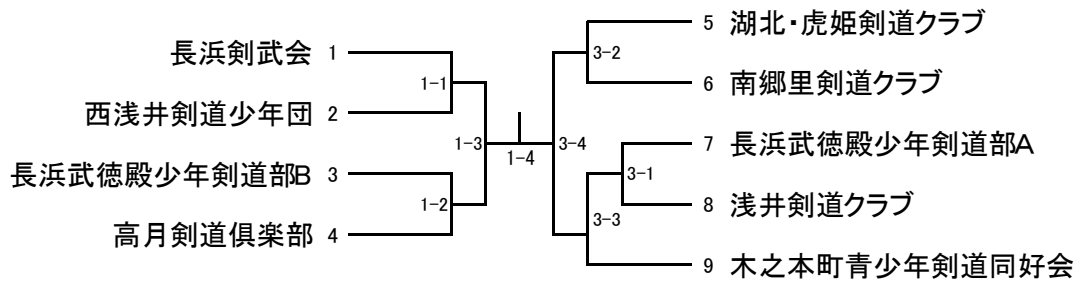 長浜剣武会 1
1-1
西浅井剣道少年団 2
1-3
長浜武徳殿少年剣道部B 3
1-2
高月剣道倶楽部 4
1-4
5 湖北・虎姫剣道クラブ
3-2
6 南郷里剣道クラブ
3-4
7 長浜武徳殿少年剣道部A
3-1
8 浅井剣道クラブ
3-3
9 木之本町青少年剣道同好会